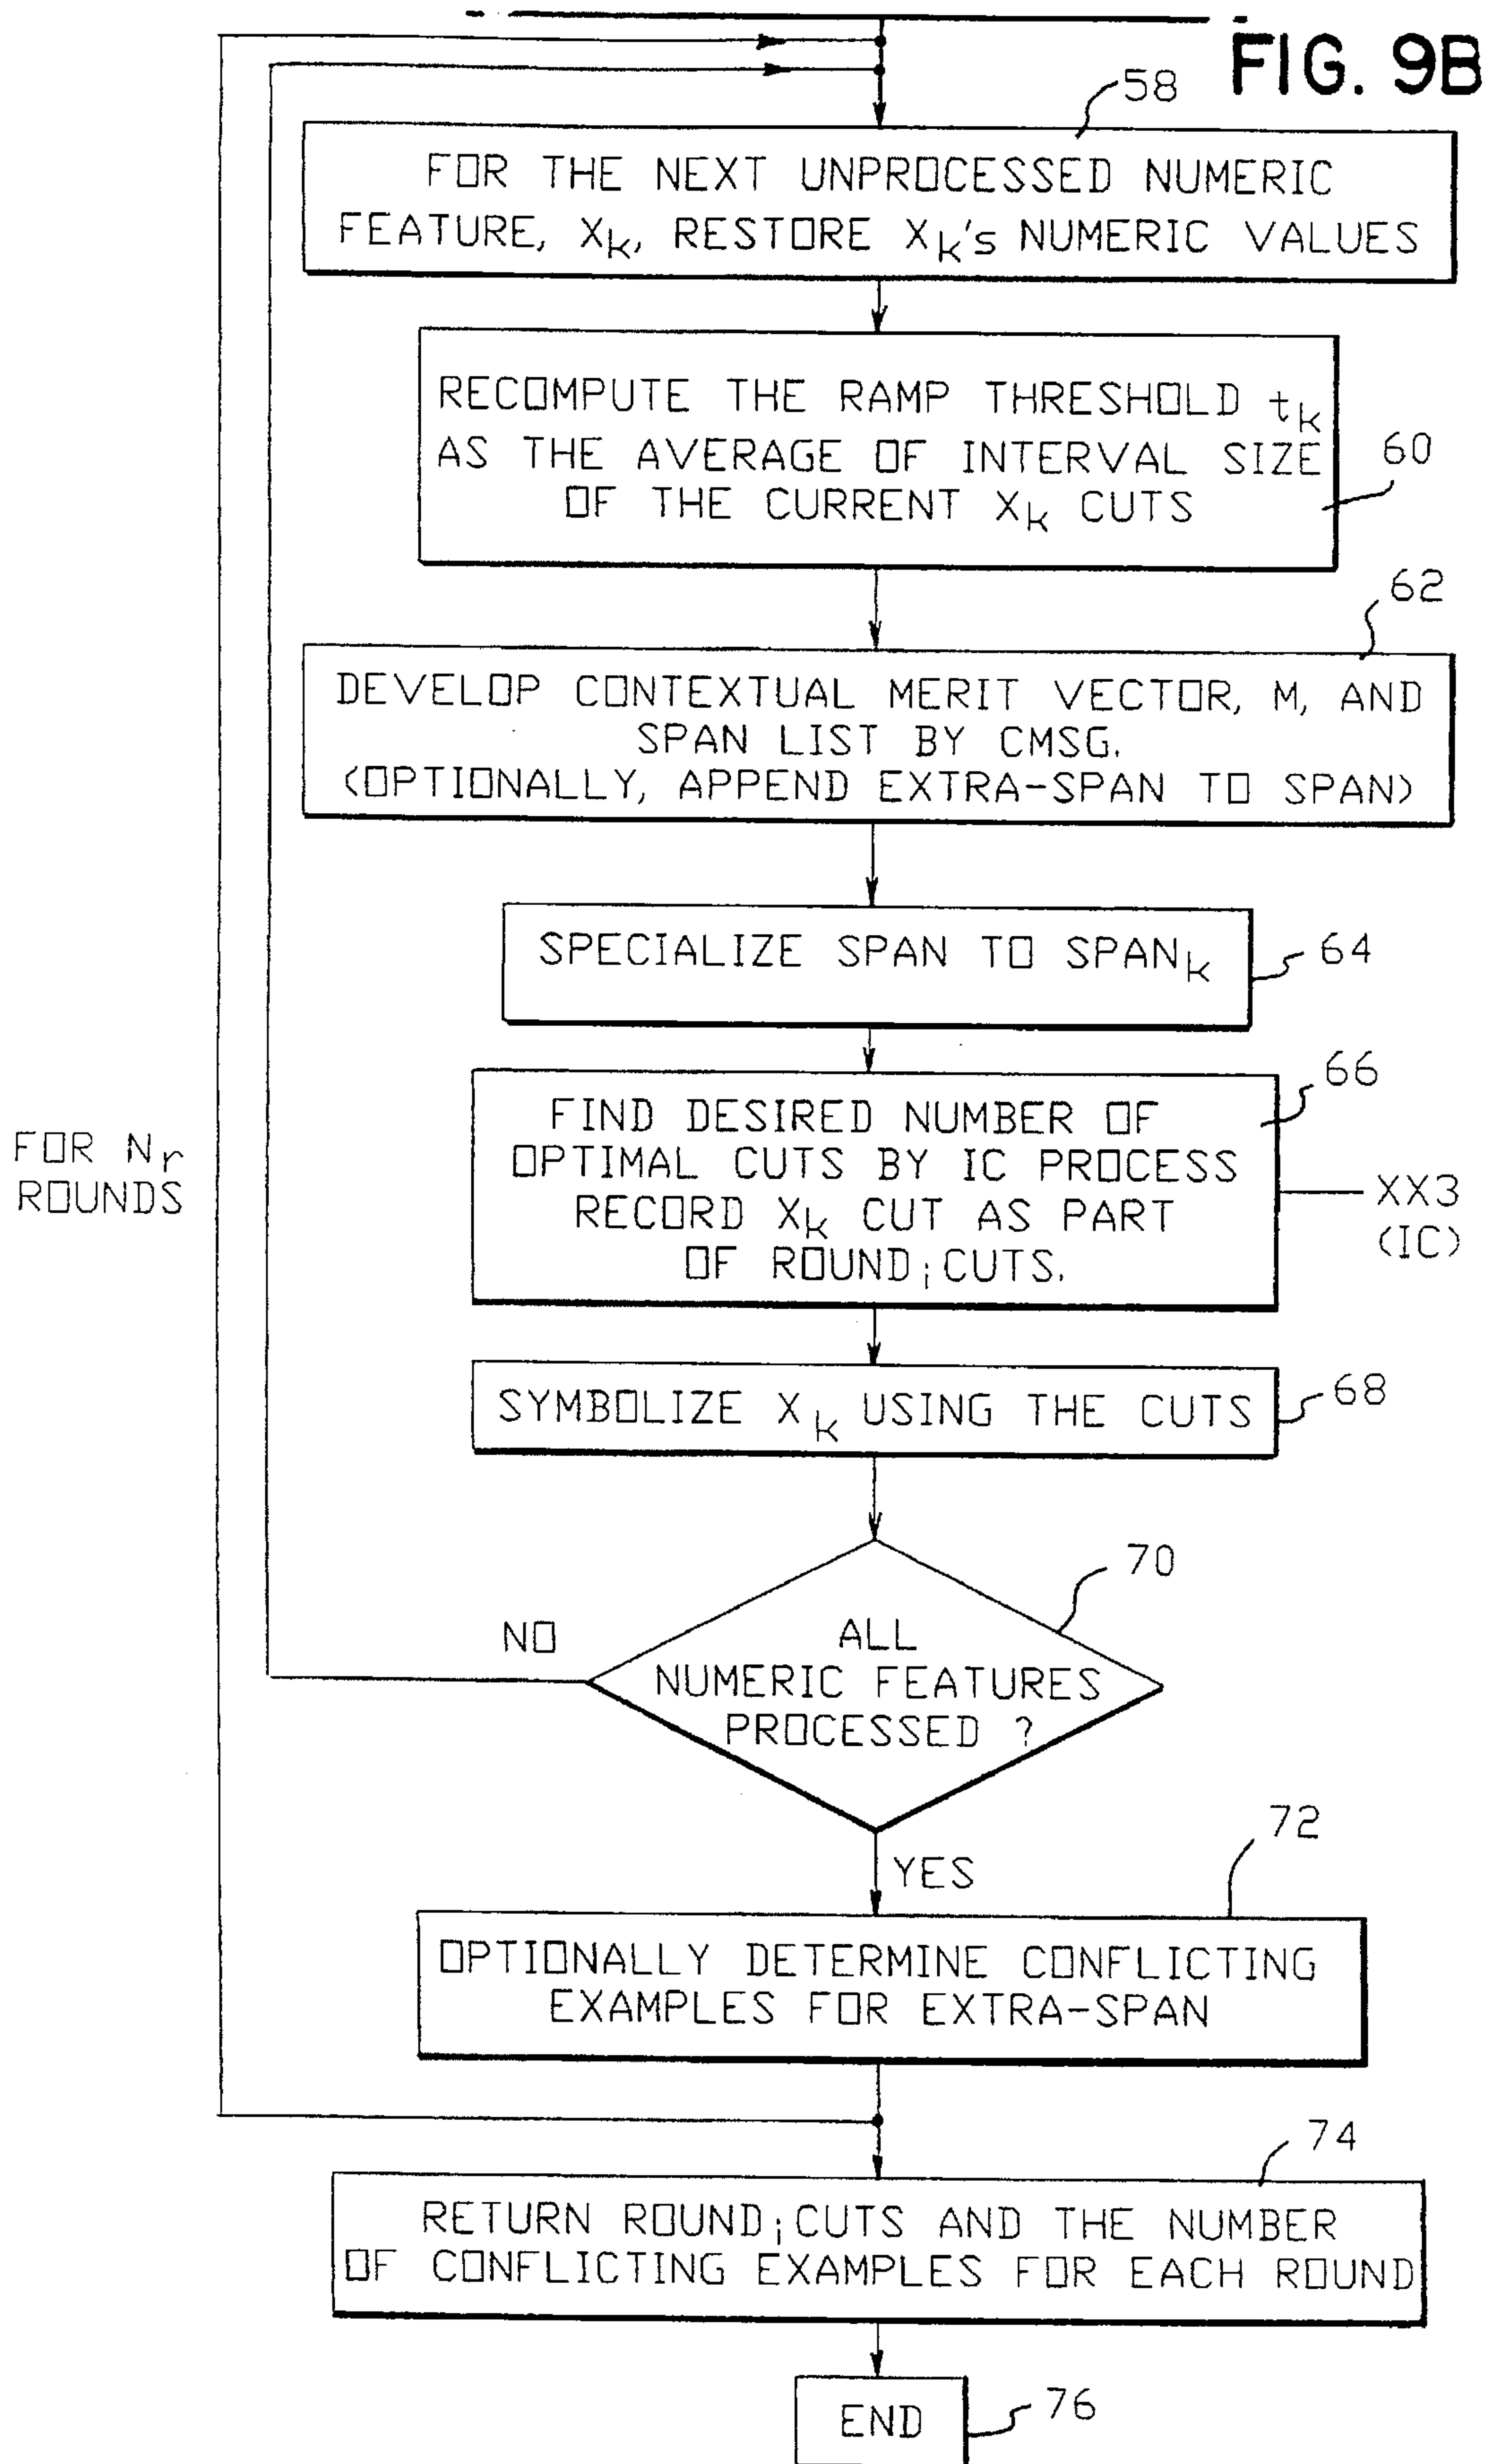 FIG. 9B
58
FOR THE NEXT UNPROCESSED NUMERIC
FEATURE, Xk, RESTORE Xk's NUMERIC VALUES
RECOMPUTE THE RAMP THRESHOLD tk
AS THE AVERAGE OF INTERVAL SIZE
OF THE CURRENT Xk CUTS
60
62
DEVELOP CONTEXTUAL MERIT VECTOR, M, AND
SPAN LIST BY CMSG.
(OPTIONALLY, APPEND EXTRA-SPAN TO SPAN)
SPECIALIZE SPAN TO SPANk
64
66
FIND DESIRED NUMBER OF
OPTIMAL CUTS BY IC PROCESS
RECORD Xk CUT AS PART
OF ROUNDiCUTS.
XX3
(IC)
FOR Nr
ROUNDS
SYMBOLIZE Xk USING THE CUTS
68
70
ALL
NUMERIC FEATURES
PROCESSED ?
NO
YES
72
OPTIONALLY DETERMINE CONFLICTING
EXAMPLES FOR EXTRA-SPAN
74
RETURN ROUNDiCUTS AND THE NUMBER
OF CONFLICTING EXAMPLES FOR EACH ROUND
END
76